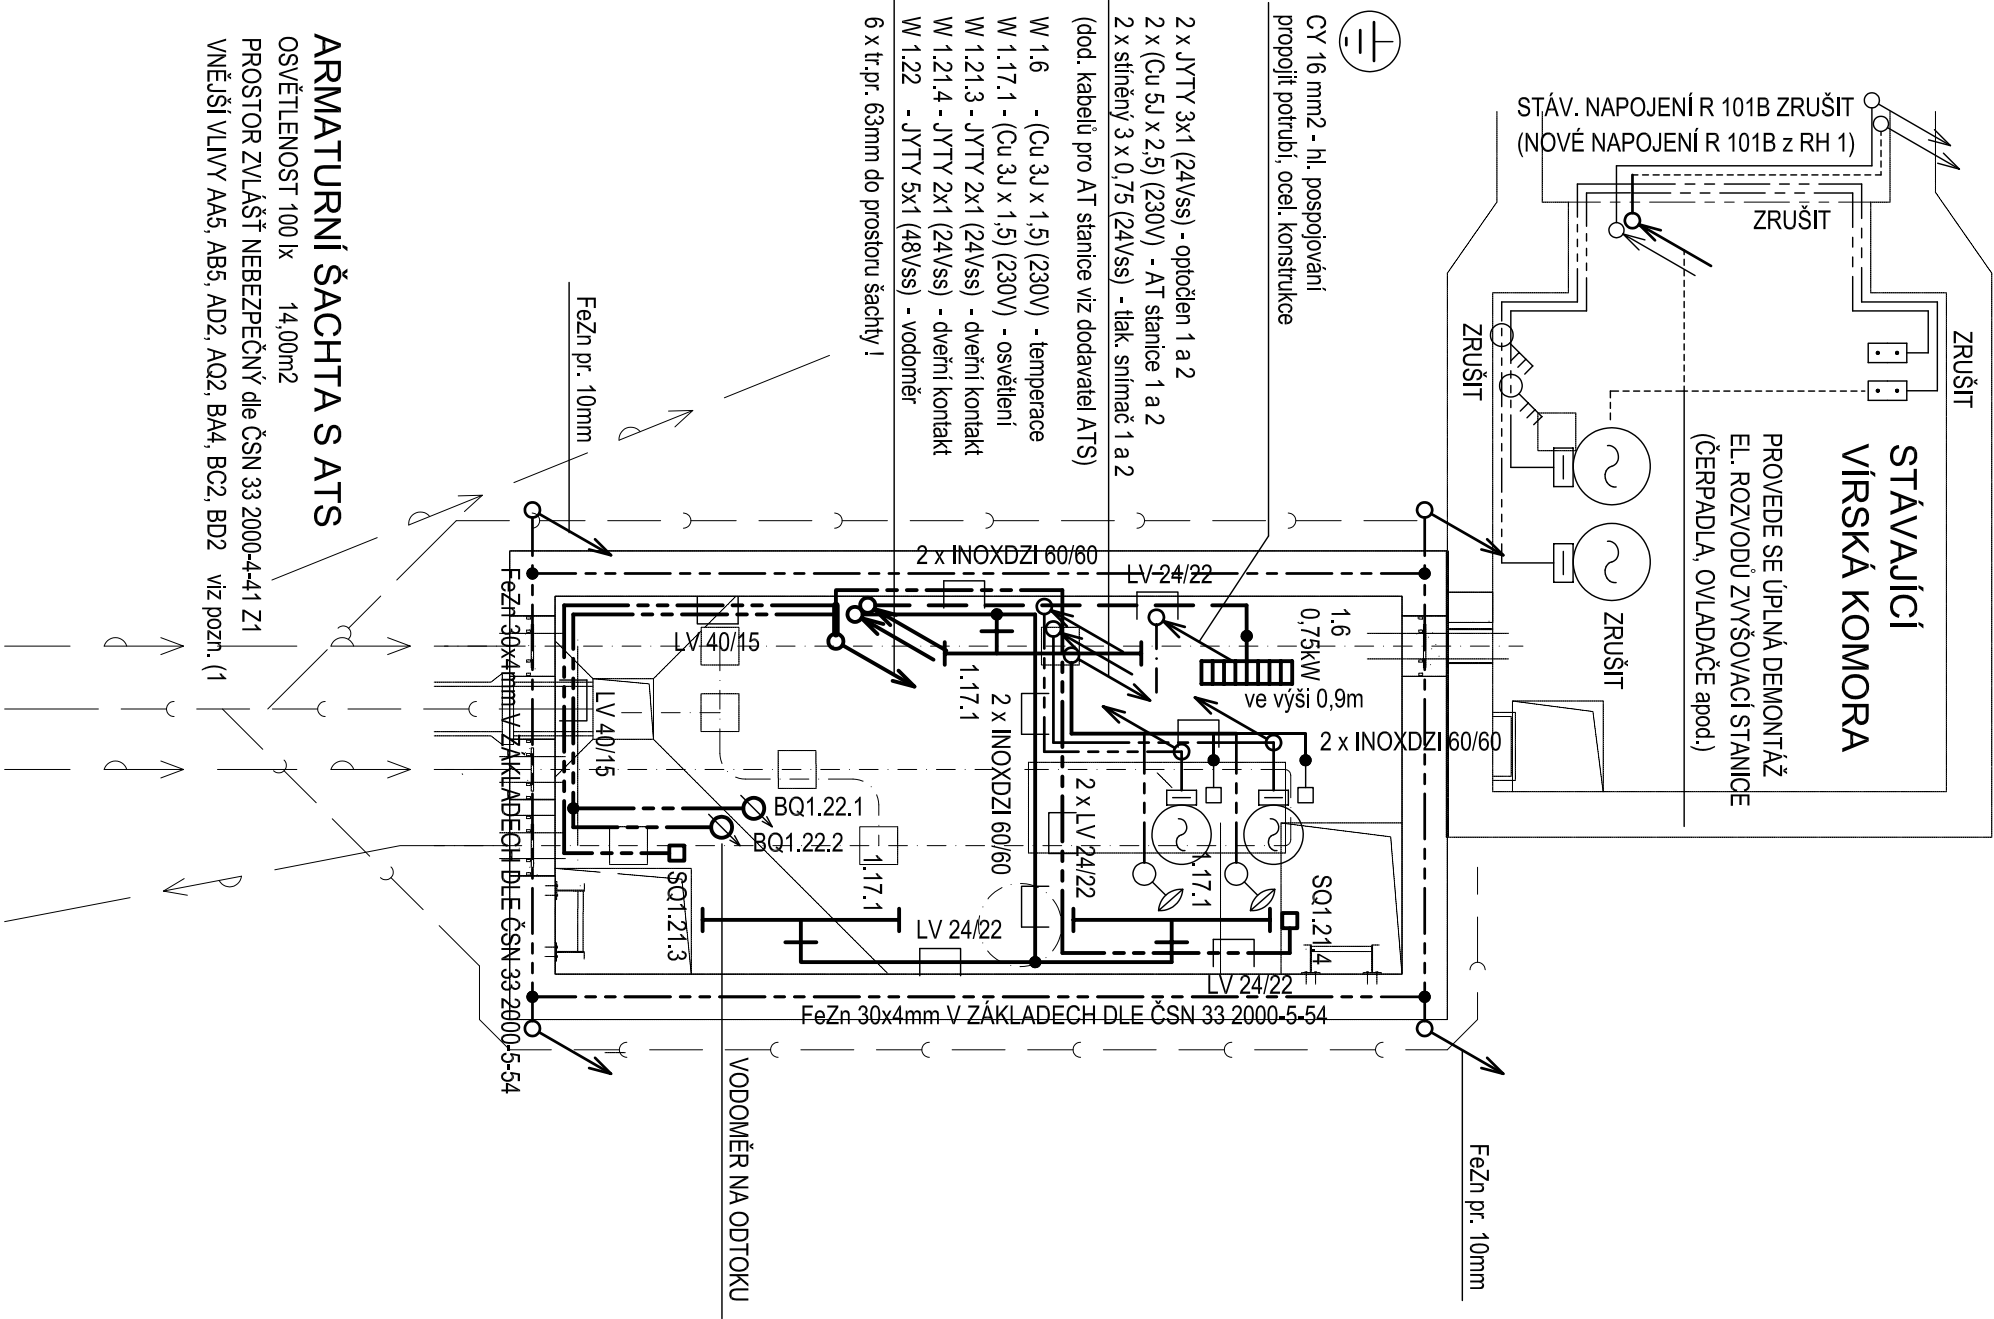 STÁV. NAPOJENÍ R 101B ZRUŠIT
(NOVÉ NAPOJENÍ R 101B z RH 1)
ZRUŠIT
ZRUŠIT
ZRUŠIT
ZRUŠIT
STÁVAJÍCÍ
VÍRSKÁ KOMORA
PROVEDE SE ÚPLNÁ DEMONTÁŽ
EL. ROZVODŮ ZVYŠOVACÍ STANICE
(ČERPADLA, OVLADAČE apod.)
CY 16 mm2 - hl. pospojování
propojit potrubí, ocel. konstrukce
2 x JYTY 3x1 (24Vss) - optočlen 1 a 2
2 x (Cu 5J x 2,5) (230V) - AT stanice 1 a 2
2 x stíněný 3 x 0,75 (24Vss) - tlak. snímač 1 a 2
(dod. kabelů pro AT stanice viz dodavatel ATS)
W 1.6 - (Cu 3J x 1,5) (230V) - temperace
W 1.17.1 - (Cu 3J x 1,5) (230V) - osvětlení
W 1.21.3 - JYTY 2x1 (24Vss) - dveřní kontakt
W 1.21.4 - JYTY 2x1 (24Vss) - dveřní kontakt
W 1.22 - JYTY 5x1 (48Vss) - vodoměr
6 x tr.pr. 63mm do prostoru šachty !
FeZn pr. 10mm
ARMATURNÍ ŠACHTA S ATS
OSVĚTLENOST 100 lx 14,00m2
PROSTOR ZVLÁŠŤ NEBEZPEČNÝ dle ČSN 33 2000-4-41 Z1
VNĚJŠÍ VLIVY AA5, AB5, AD2, AQ2, BA4, BC2, BD2 viz pozn. (1
2 x INOXDZI 60/60
LV 24/22
1.6
0,75kW
ve výši 0,9m
LV 40/15
1.17.1
2 x INOXDZI 60/60
2 x INOXDZI 60/60
LV 40/15
BQ1.22.1
BQ1.22.2
2 x LV 24/22
1.17.1
1.17.1
SQ1.21.3
SQ1.21.4
LV 24/22
LV 24/22
FeZn 30x4mm V ZÁKLADECH DLE ČSN 33 2000-5-54
FeZn 30x4mm V ZÁKLADECH DLE ČSN 33 2000-5-54
VODOMĚR NA ODTOKU
FeZn pr. 10mm